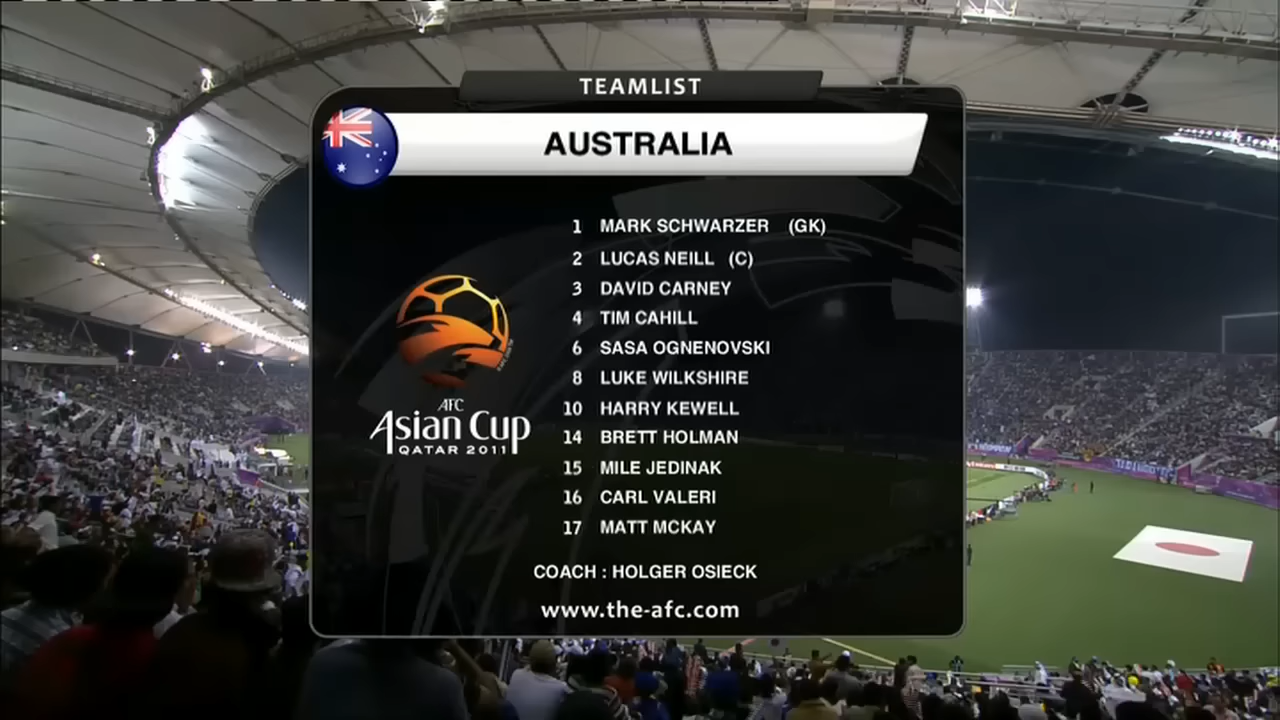 TEAMLIST
AUSTRALIA
1 MARK SCHWARZER (GK)
2 LUCAS NEILL (C)
3 DAVID CARNEY
4 TIM CAHILL
6 SASA OGNENOVSKI
8 LUKE WILKSHIRE
10 HARRY KEWELL
14 BRETT HOLMAN
15 MILE JEDINAK
16 CARL VALERI
17 MATT MCKAY
COACH : HOLGER OSIECK
www.the-afc.com
AFC
Asian Cup
QATAR 2011